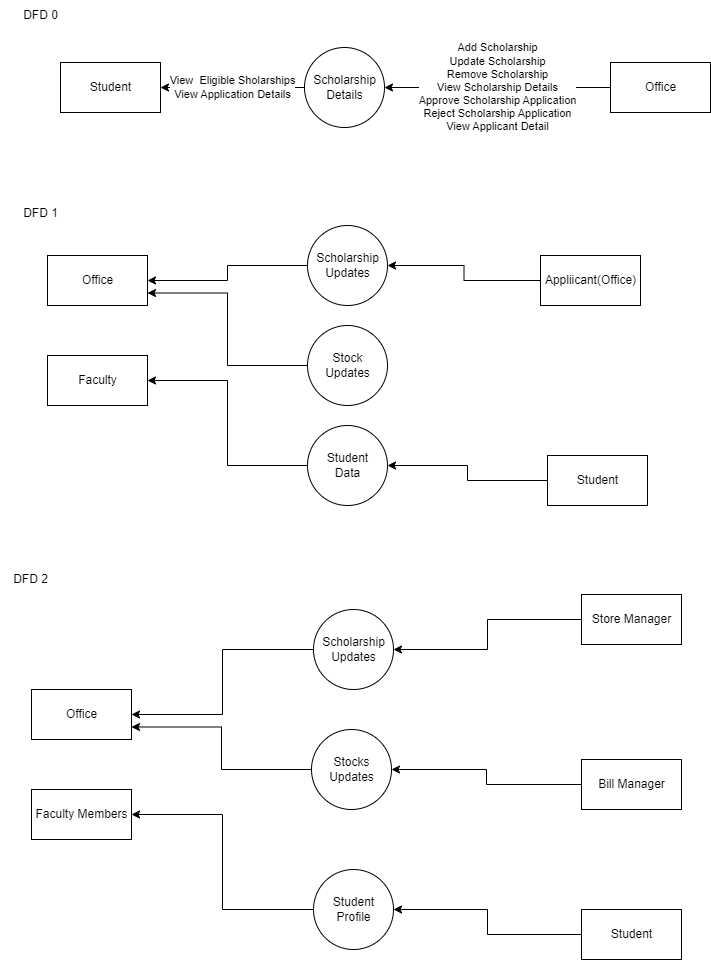 DFD 0
Student
View  Eligible Sholarships
View Application Details
Scholarship
Details
Add Scholarship
Update Scholarship
Remove Scholarship
View Scholarship Details
Approve Scholarship Application
Reject Scholarship Application
View Applicant Detail
Office
DFD 1
Office
Scholarship
Updates
Appliicant(Office)
Stock
Updates
Faculty
Student
Data
Student
DFD 2
Store Manager
Scholarship
Updates
Office
Stocks
Updates
Bill Manager
Faculty Members
Student
Profile
Student